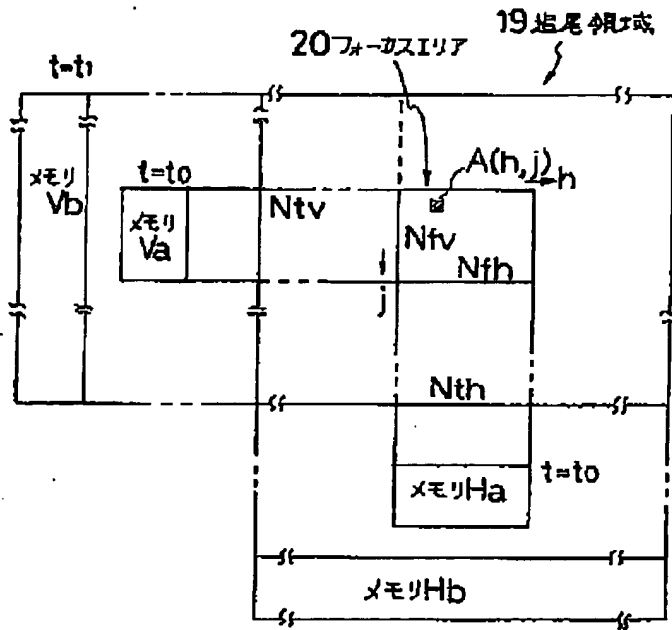 19追尾領域
20フォーカスエリア
t=t1
A(h,j)
h
t=t0
メモリ
Vb
Ntv
メモリ
Va
Nfv
Nfh
j
Nth
t=t0
メモリHa
メモリHb